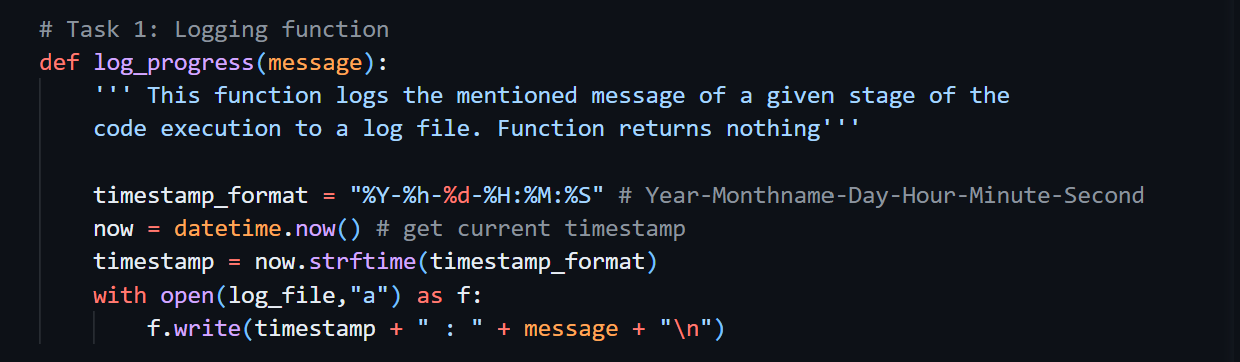 # Task 1: Logging function
def log_progress(message):
    ''' This function logs the mentioned message of a given stage of the
    code execution to a log file. Function returns nothing'''
    timestamp_format = "%Y-%h-%d-%H:%M:%S" # Year-Monthname-Day-Hour-Minute-Second
    now = datetime.now() # get current timestamp
    timestamp = now.strftime(timestamp_format)
    with open(log_file,"a") as f:
        f.write(timestamp + " : " + message + "\n")